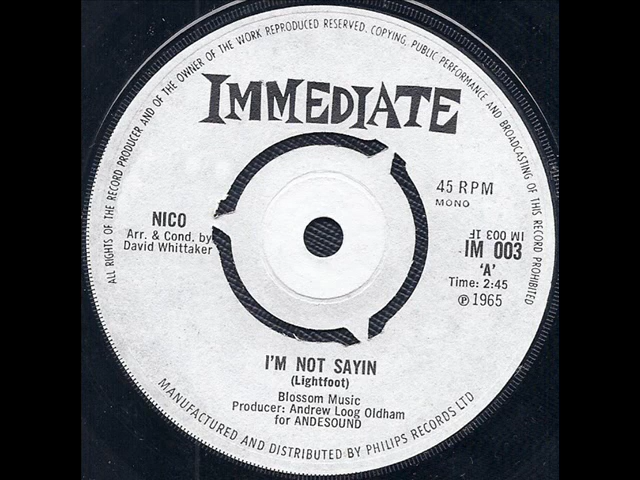 ALL RIGHTS OF THE RECORD PRODUCER AND OF THE OWNER OF THE WORK REPRODUCED RESERVED. COPYING, PUBLIC PERFORMANCE AND BROADCASTING OF THIS RECORD PROHIBITED
IMMEDIATE
45 RPM
MONO
NICO
Arr. & Cond. by
David Whittaker
IM 003 1F
IM 003
'A'
Time: 2:45
℗ 1965
I'M NOT SAYIN
(Lightfoot)
Blossom Music
Producer: Andrew Loog Oldham
for ANDESOUND
MANUFACTURED AND DISTRIBUTED BY PHILIPS RECORDS LTD